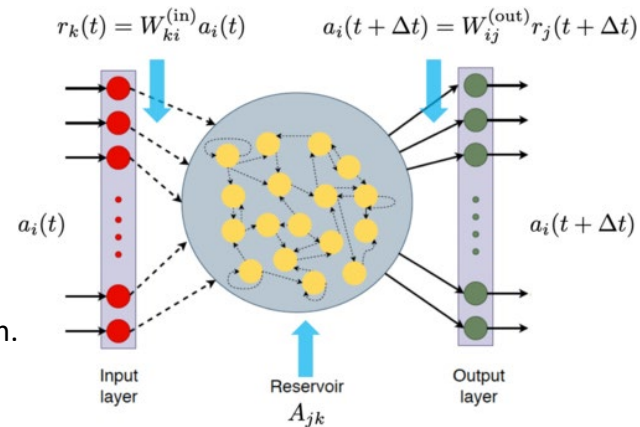 r_k(t) = W_{ki}^{(in)} a_i(t)
a_i(t + Δt) = W_{ij}^{(out)} r_j(t + Δt)
a_i(t)
a_i(t + Δt)
n.
Input
layer
Reservoir
A_{jk}
Output
layer